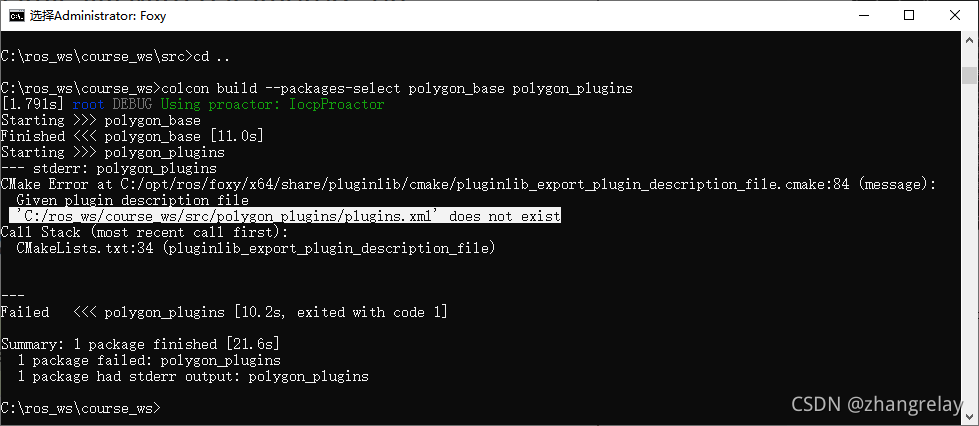 选择Administrator: Foxy
C:\ros_ws\course_ws\src>cd ..
C:\ros_ws\course_ws>colcon build --packages-select polygon_base polygon_plugins
[1.791s] root DEBUG Using proactor: IocpProactor
Starting >>> polygon_base
Finished <<< polygon_base [11.0s]
Starting >>> polygon_plugins
--- stderr: polygon_plugins
CMake Error at C:/opt/ros/foxy/x64/share/pluginlib/cmake/pluginlib_export_plugin_description_file.cmake:84 (message):
Given plugin description file
'C:/ros_ws/course_ws/src/polygon_plugins/plugins.xml' does not exist
Call Stack (most recent call first):
CMakeLists.txt:34 (pluginlib_export_plugin_description_file)
---
Failed <<< polygon_plugins [10.2s, exited with code 1]
Summary: 1 package finished [21.6s]
1 package failed: polygon_plugins
1 package had stderr output: polygon_plugins
C:\ros_ws\course_ws>
CSDN @zhangrelay